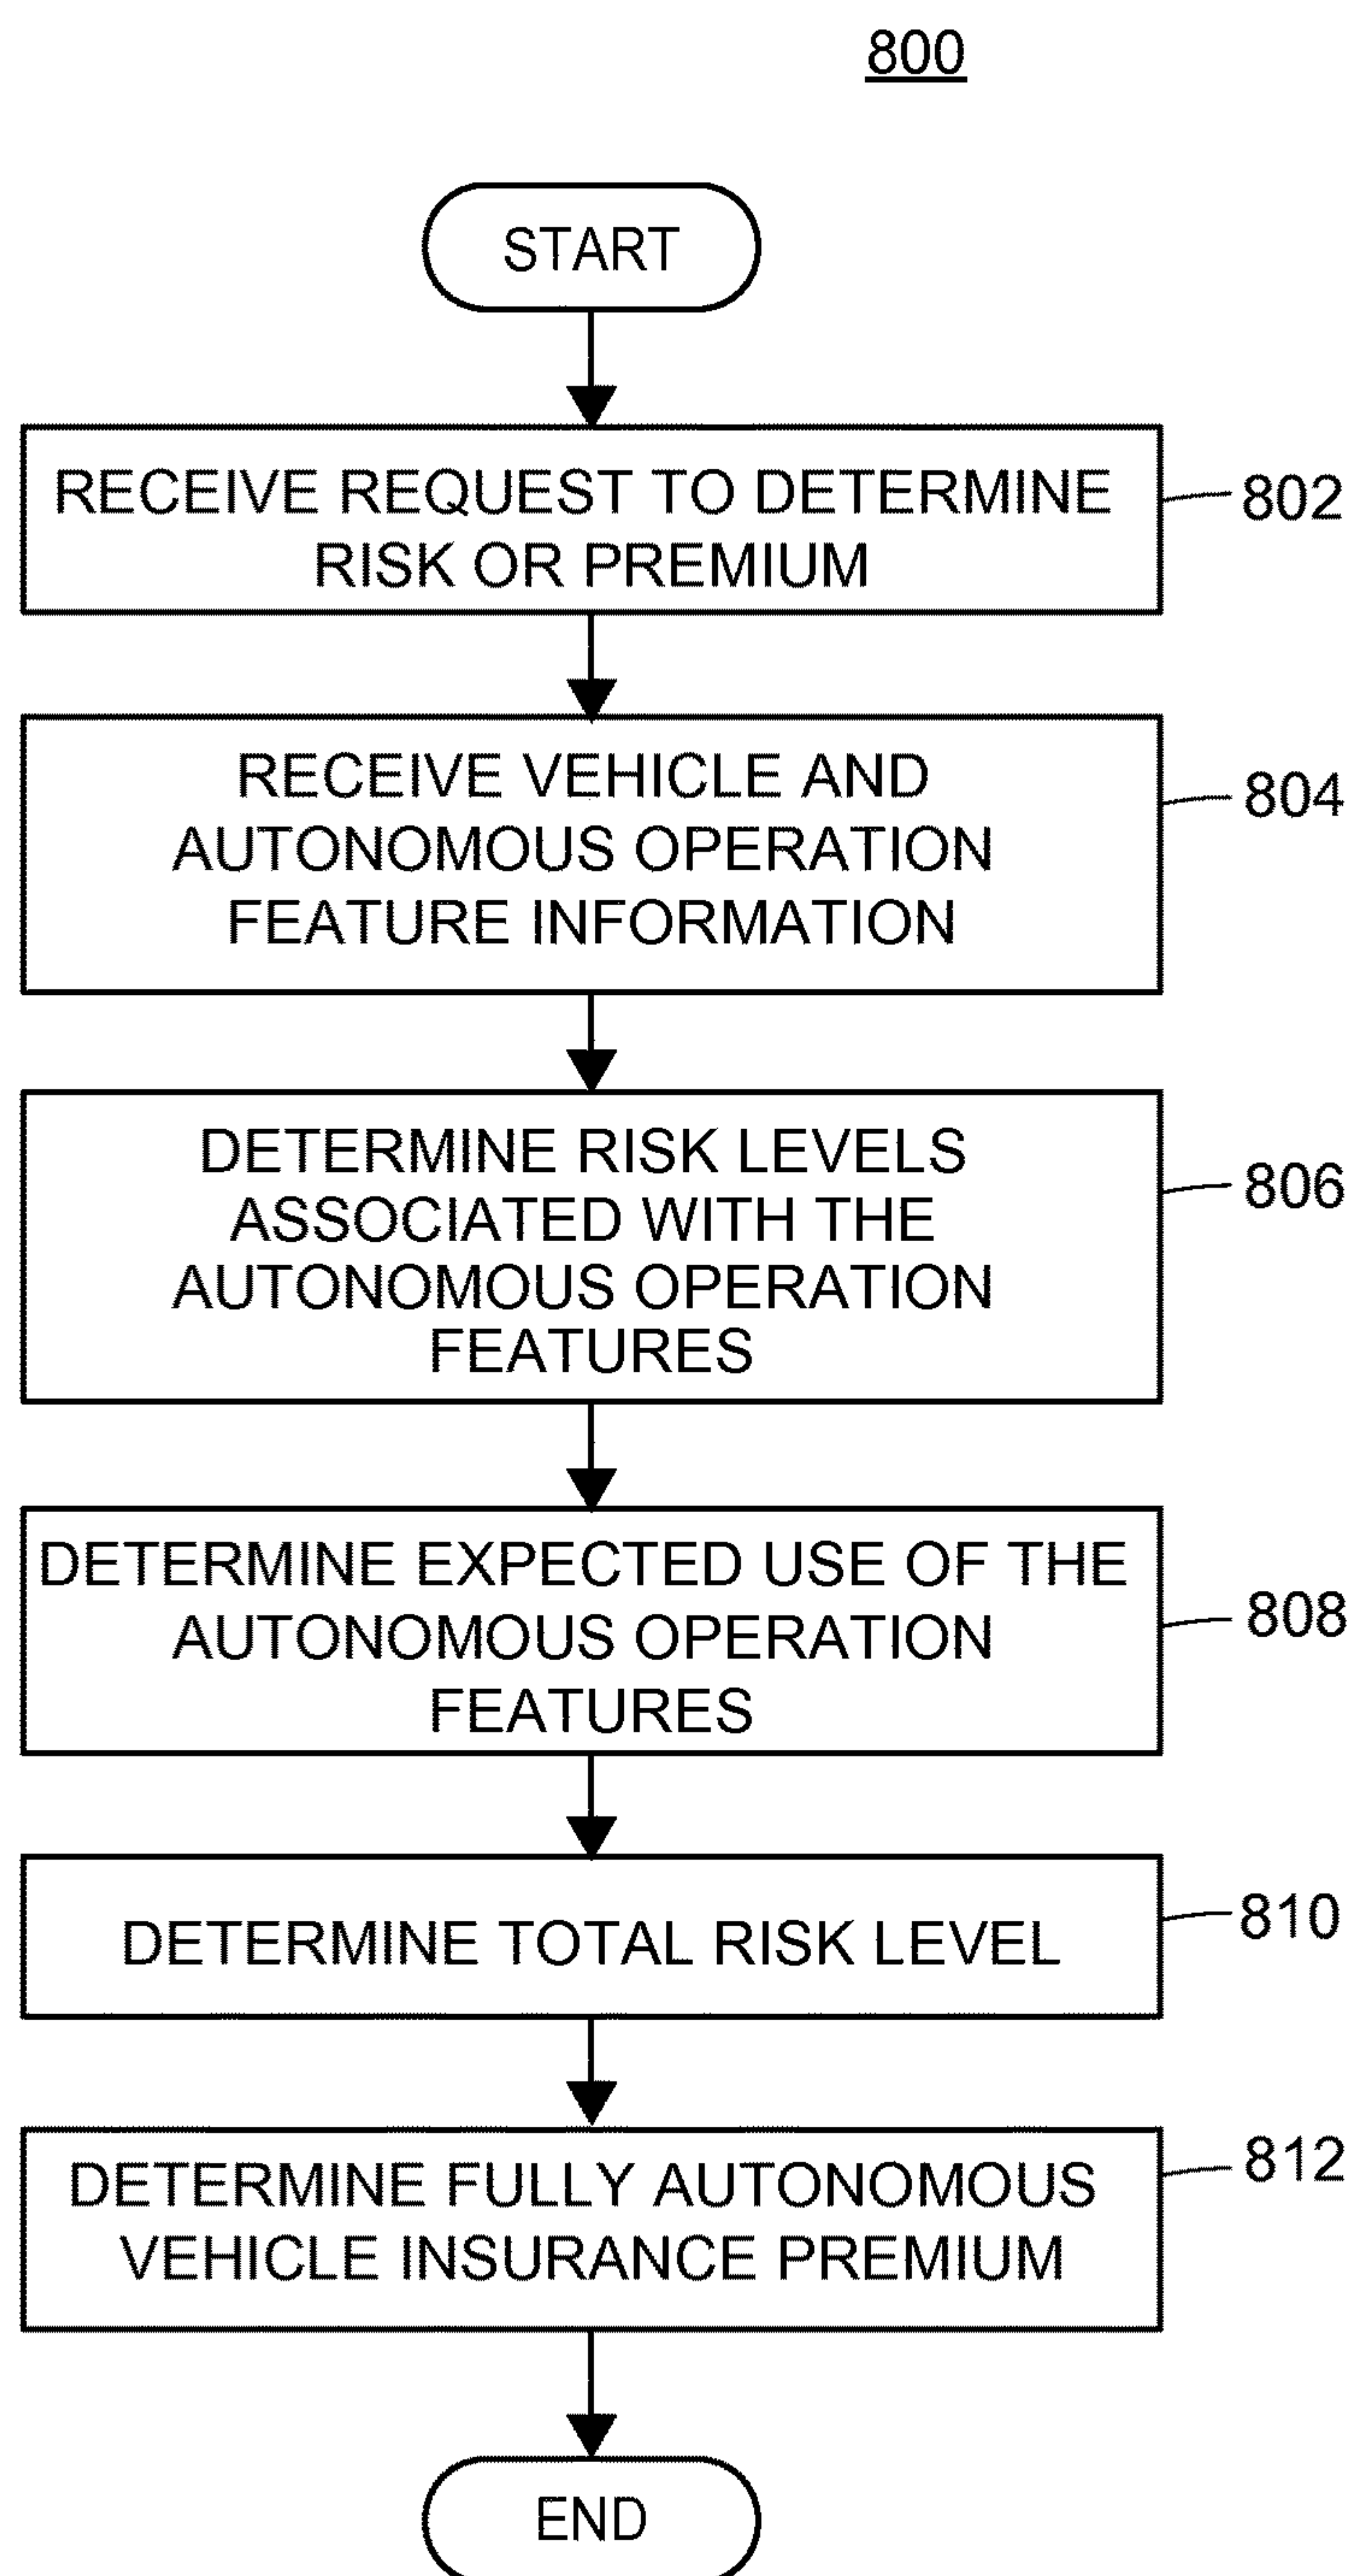 800
START
RECEIVE REQUEST TO DETERMINE
RISK OR PREMIUM
802
RECEIVE VEHICLE AND
AUTONOMOUS OPERATION
FEATURE INFORMATION
804
DETERMINE RISK LEVELS
ASSOCIATED WITH THE
AUTONOMOUS OPERATION
FEATURES
806
DETERMINE EXPECTED USE OF THE
AUTONOMOUS OPERATION
FEATURES
808
DETERMINE TOTAL RISK LEVEL
810
DETERMINE FULLY AUTONOMOUS
VEHICLE INSURANCE PREMIUM
812
END